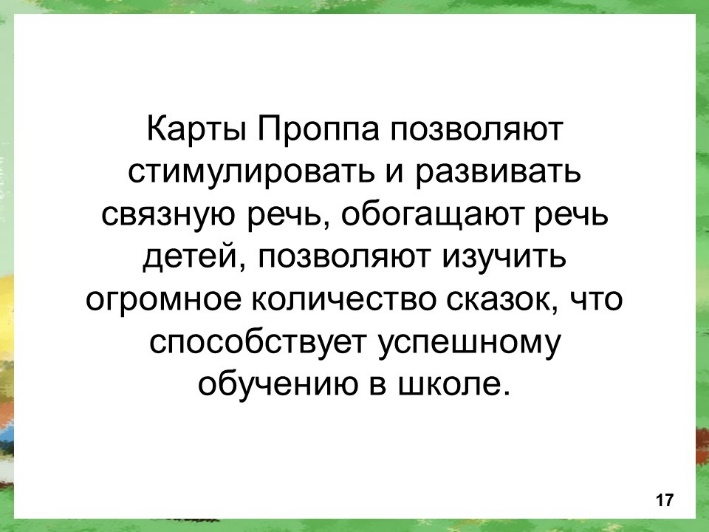 Карты Проппа позволяют
стимулировать и развивать
связную речь, обогащают речь
детей, позволяют изучить
огромное количество сказок, что
способствует успешному
обучению в школе.
17